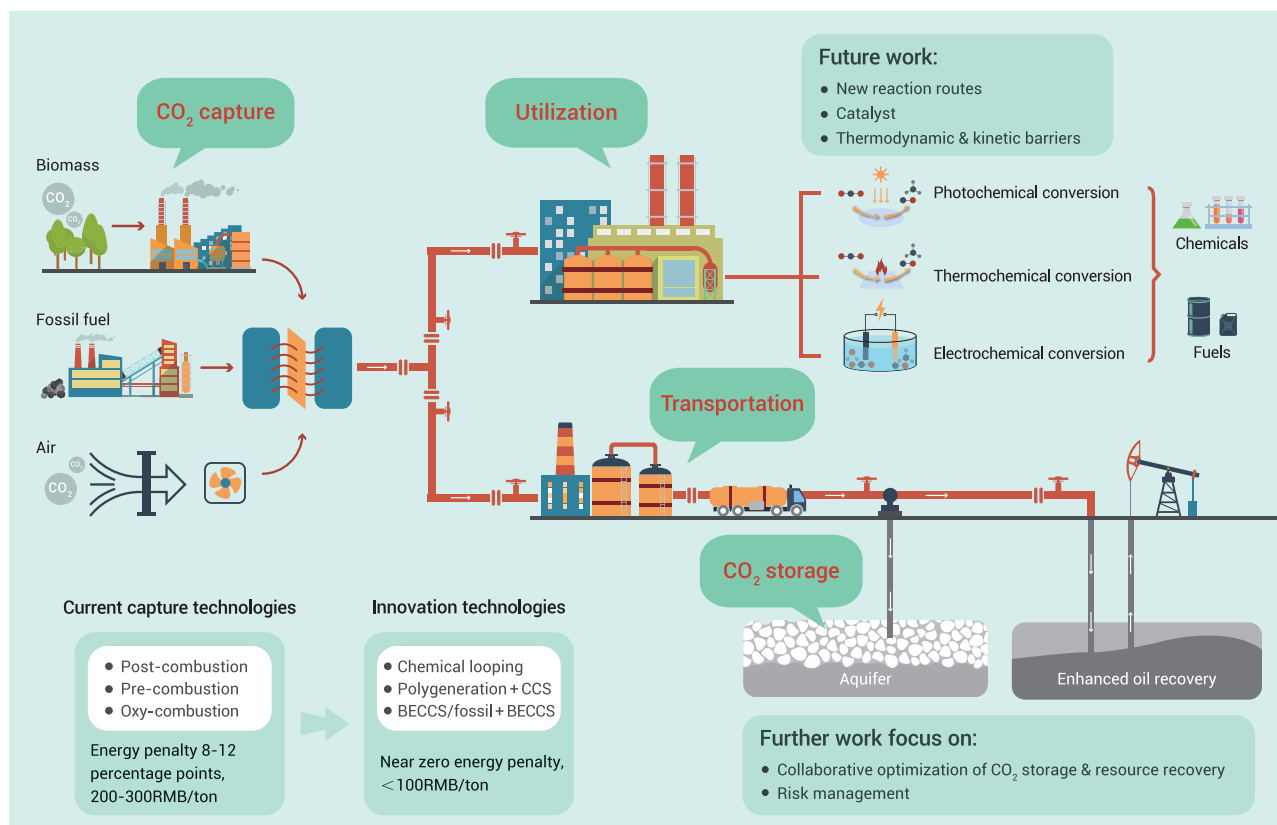 CO₂ capture
Utilization
Future work:
● New reaction routes
● Catalyst
● Thermodynamic & kinetic barriers
Biomass
CO₂
CO₂
Photochemical conversion
Chemicals
Thermochemical conversion
Fossil fuel
Electrochemical conversion
Fuels
Transportation
Air
CO₂
CO₂
CO₂ storage
Aquifer
Enhanced oil recovery
Current capture technologies
● Post-combustion
● Pre-combustion
● Oxy-combustion
Energy penalty 8-12
percentage points,
200-300RMB/ton
Innovation technologies
● Chemical looping
● Polygeneration + CCS
● BECCS/fossil + BECCS
Near zero energy penalty,
<100RMB/ton
Further work focus on:
● Collaborative optimization of CO₂ storage & resource recovery
● Risk management